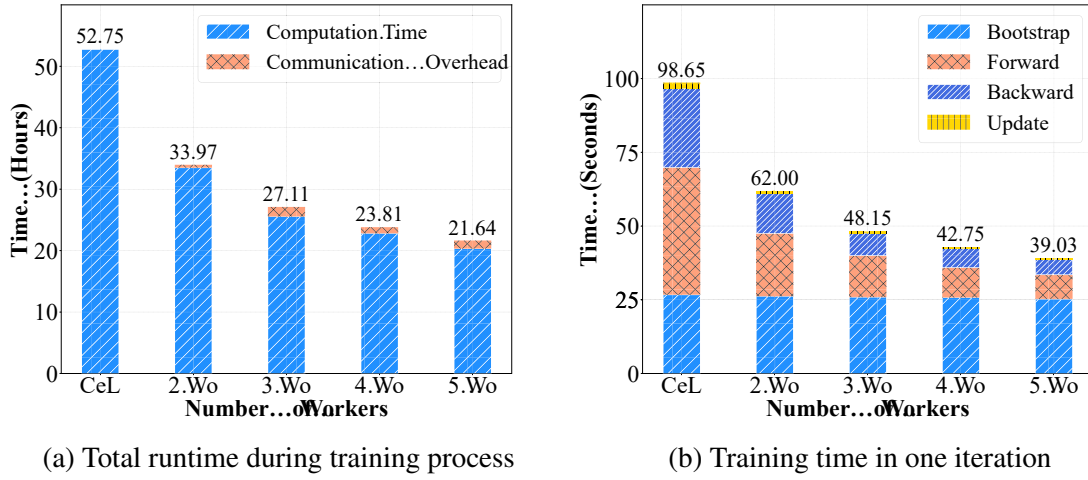 52.75
33.97
27.11
23.81
21.64
Computation.Time
Communication…Overhead
Time…(Hours)
50
40
30
20
10
0
CeL 2.Wo 3.Wo 4.Wo 5.Wo
Number…of…Workers
(a) Total runtime during training process
98.65
62.00
48.15
42.75
39.03
Bootstrap
Forward
Backward
Update
Time…(Seconds)
100
75
50
25
0
CeL 2.Wo 3.Wo 4.Wo 5.Wo
Number…of…Workers
(b) Training time in one iteration